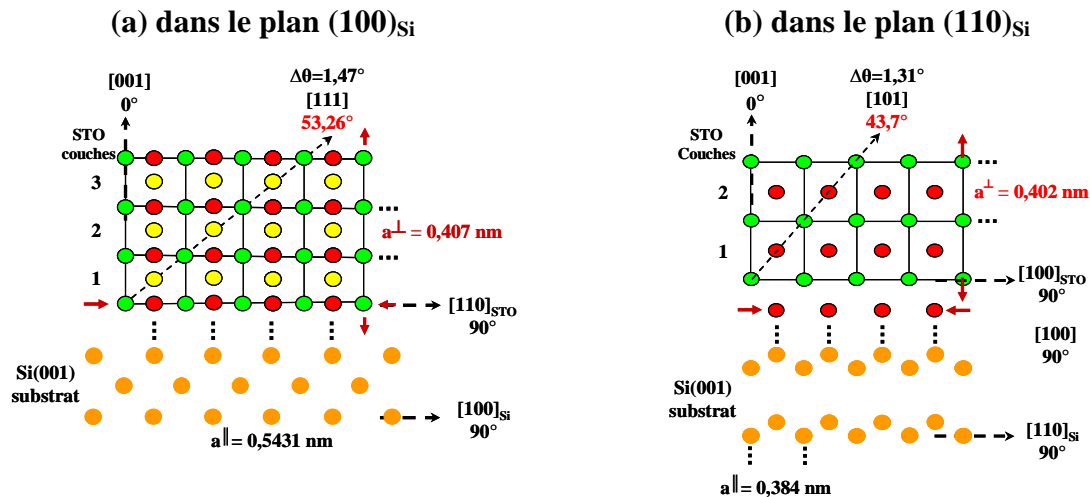 (a) dans le plan (100)Si
(b) dans le plan (110)Si
[001]
0°
Δθ=1,47°
[111]
53,26°
STO
couches
3
2
1
a⊥ = 0,407 nm
[110]STO
90°
Si(001)
substrat
[100]Si
90°
a∥ = 0,5431 nm
[001]
0°
Δθ=1,31°
[101]
43,7°
STO
Couches
2
1
a⊥ = 0,402 nm
[100]STO
90°
[100]
90°
Si(001)
substrat
[110]Si
90°
a∥ = 0,384 nm